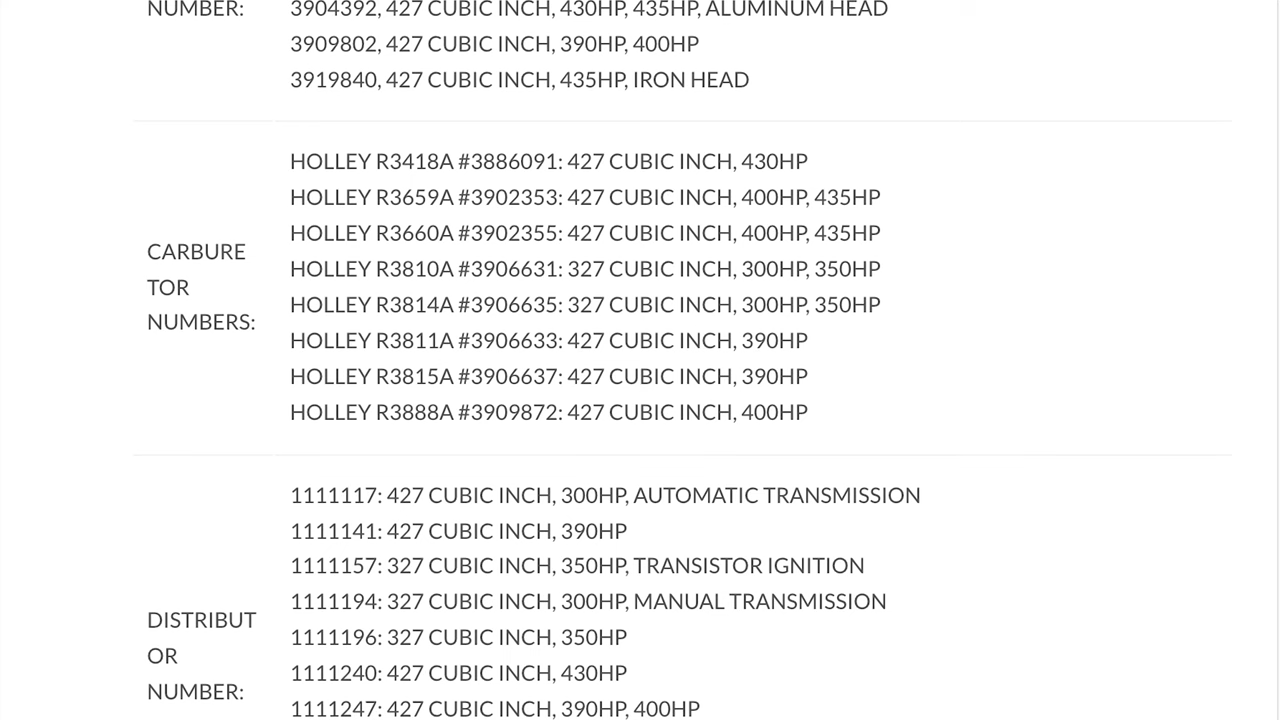 NUMBER:
3904392, 427 CUBIC INCH, 430HP, 435HP, ALUMINUM HEAD
3909802, 427 CUBIC INCH, 390HP, 400HP
3919840, 427 CUBIC INCH, 435HP, IRON HEAD
CARBURE
TOR
NUMBERS:
HOLLEY R3418A #3886091: 427 CUBIC INCH, 430HP
HOLLEY R3659A #3902353: 427 CUBIC INCH, 400HP, 435HP
HOLLEY R3660A #3902355: 427 CUBIC INCH, 400HP, 435HP
HOLLEY R3810A #3906631: 327 CUBIC INCH, 300HP, 350HP
HOLLEY R3814A #3906635: 327 CUBIC INCH, 300HP, 350HP
HOLLEY R3811A #3906633: 427 CUBIC INCH, 390HP
HOLLEY R3815A #3906637: 427 CUBIC INCH, 390HP
HOLLEY R3888A #3909872: 427 CUBIC INCH, 400HP
DISTRIBUT
OR
NUMBER:
1111117: 427 CUBIC INCH, 300HP, AUTOMATIC TRANSMISSION
1111141: 427 CUBIC INCH, 390HP
1111157: 327 CUBIC INCH, 350HP, TRANSISTOR IGNITION
1111194: 327 CUBIC INCH, 300HP, MANUAL TRANSMISSION
1111196: 327 CUBIC INCH, 350HP
1111240: 427 CUBIC INCH, 430HP
1111247: 427 CUBIC INCH, 390HP, 400HP